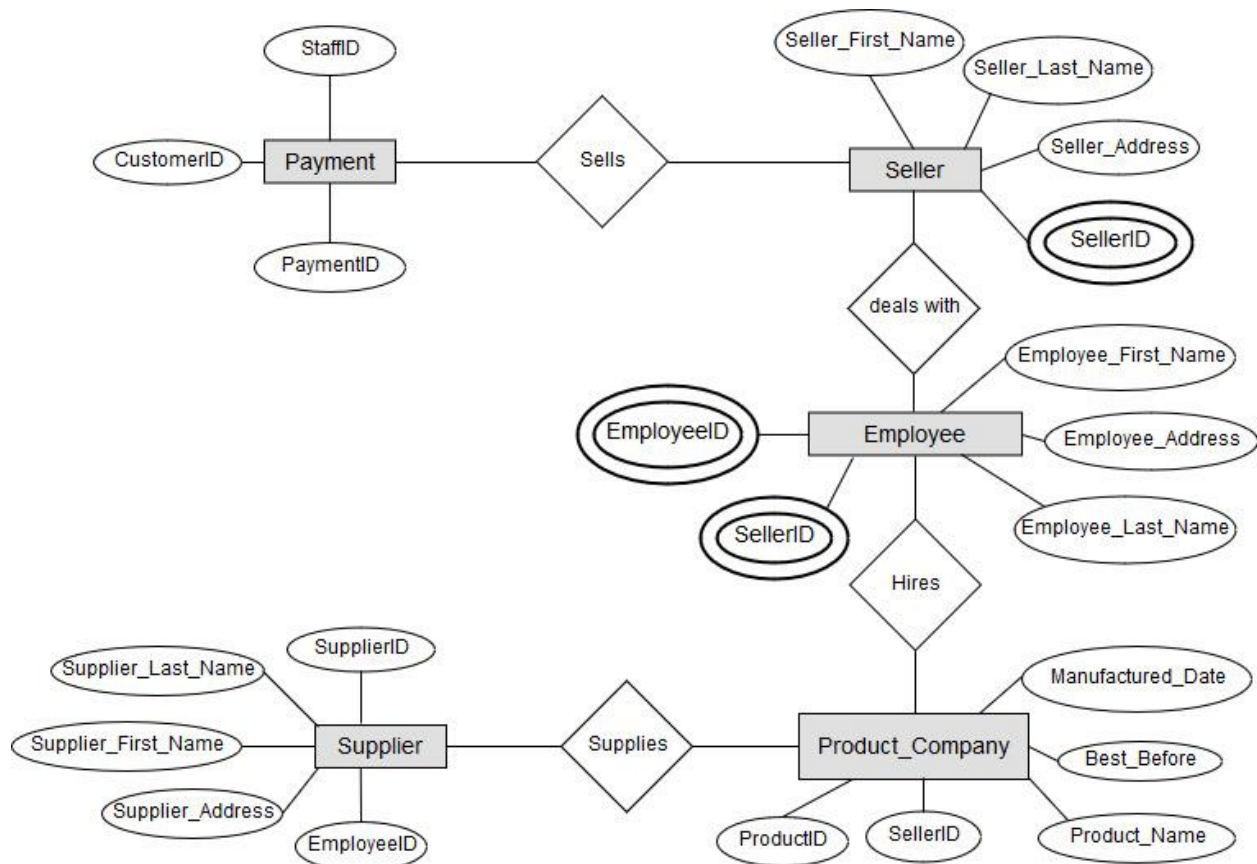 StaffID
Seller_First_Name
Seller_Last_Name
CustomerID
Payment
Sells
Seller
Seller_Address
PaymentID
SellerID
deals with
Employee_First_Name
EmployeeID
Employee
Employee_Address
SellerID
Employee_Last_Name
Hires
SupplierID
Supplier_Last_Name
Manufactured_Date
Supplier_First_Name
Supplier
Supplies
Product_Company
Best_Before
Supplier_Address
EmployeeID
ProductID
SellerID
Product_Name